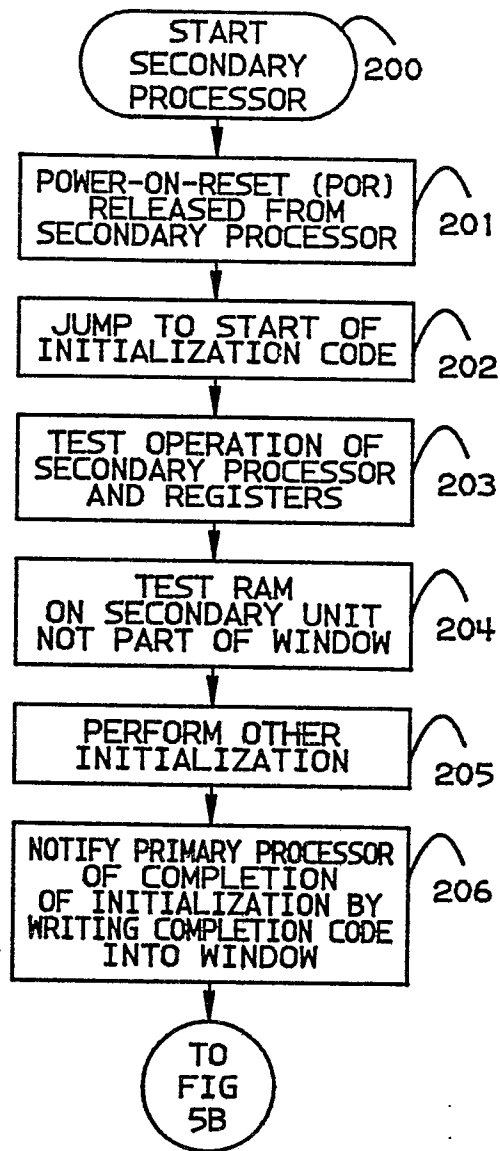 START
SECONDARY
PROCESSOR
200
POWER-ON-RESET (POR)
RELEASED FROM
SECONDARY PROCESSOR
201
JUMP TO START OF
INITIALIZATION CODE
202
TEST OPERATION OF
SECONDARY PROCESSOR
AND REGISTERS
203
TEST RAM
ON SECONDARY UNIT
NOT PART OF WINDOW
204
PERFORM OTHER
INITIALIZATION
205
NOTIFY PRIMARY PROCESSOR
OF COMPLETION
OF INITIALIZATION BY
WRITING COMPLETION CODE
INTO WINDOW
206
TO
FIG
5B